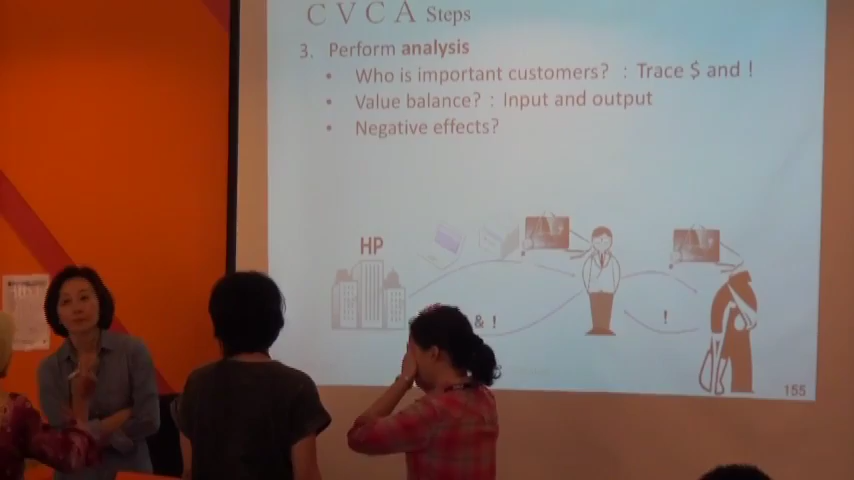 CVCA Steps
3. Perform analysis
• Who is important customers? : Trace $ and !
• Value balance? : Input and output
• Negative effects?
HP
& !
!
155